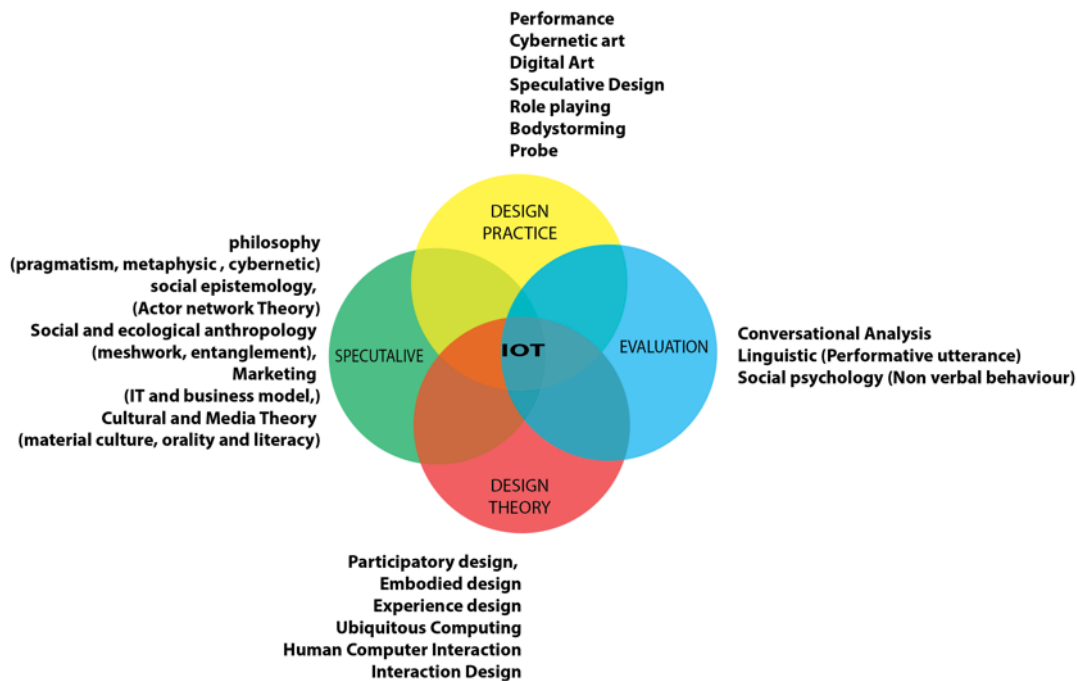 Performance
Cybernetic art
Digital Art
Speculative Design
Role playing
Bodystorming
Probe
DESIGN
PRACTICE
philosophy
(pragmatism, metaphysic , cybernetic)
social epistemology,
(Actor network Theory)
Social and ecological anthropology
(meshwork, entanglement),
Marketing
(IT and business model,)
Cultural and Media Theory
(material culture, orality and literacy)
SPECUTALIVE
IOT
EVALUATION
Conversational Analysis
Linguistic (Performative utterance)
Social psychology (Non verbal behaviour)
DESIGN
THEORY
Participatory design,
Embodied design
Experience design
Ubiquitous Computing
Human Computer Interaction
Interaction Design